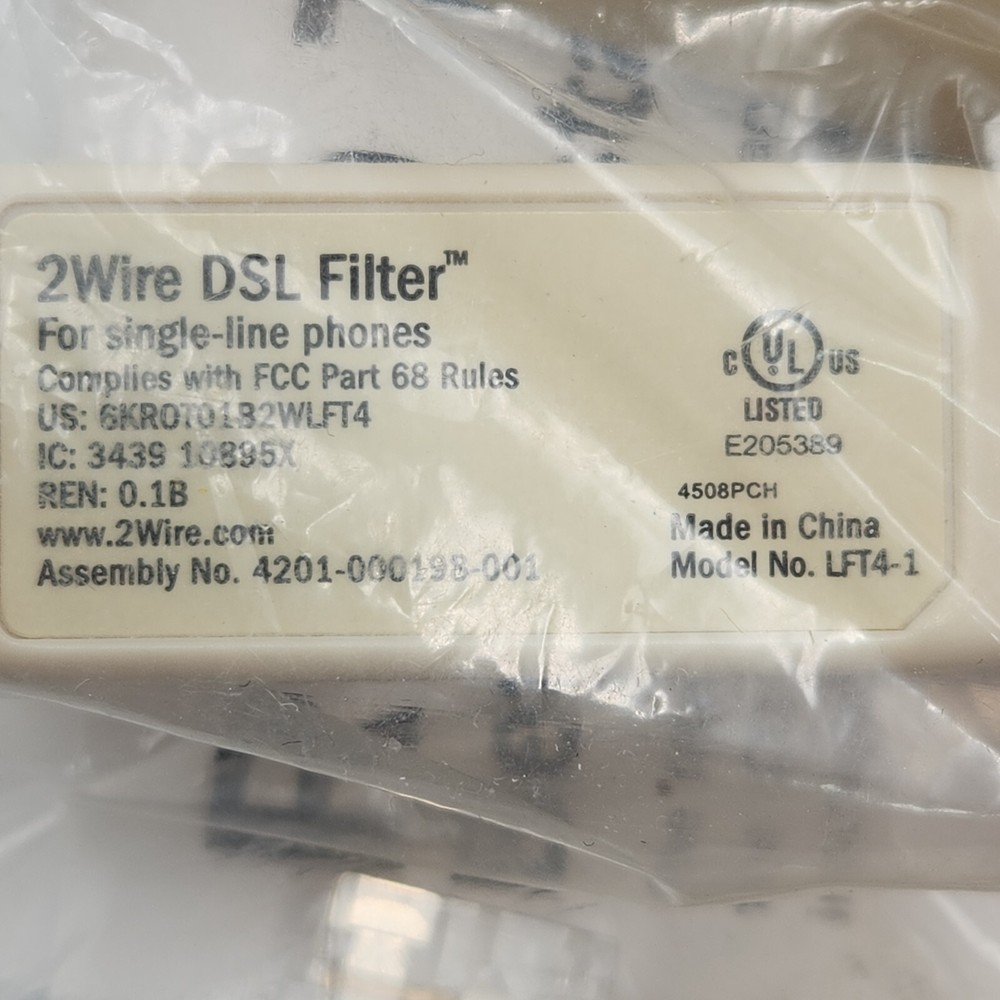 2Wire DSL Filter™
For single-line phones
Complies with FCC Part 68 Rules
US: 6KROT01B2WLFT4
IC: 3439 10895X
REN: 0.1B
www.2Wire.com
Assembly No. 4201-000198-001
C UL US
LISTED
E205389
4508PCH
Made in China
Model No. LFT4-1